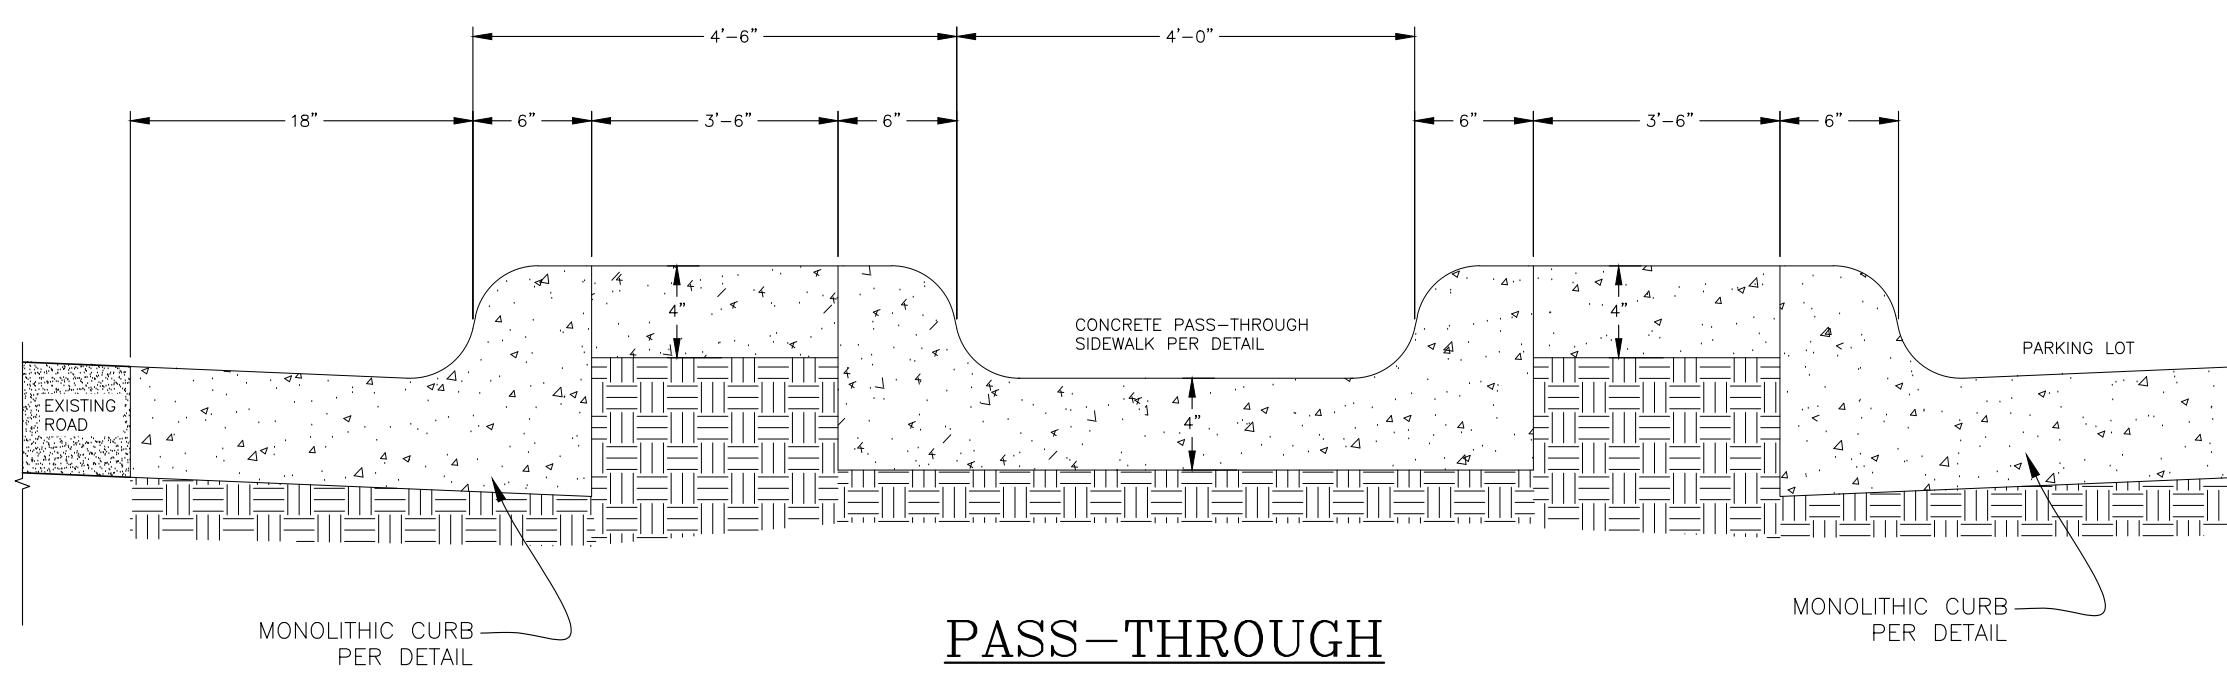 4'-6"
4'-0"
18"
6"
3'-6"
6"
6"
3'-6"
6"
4"
4"
CONCRETE PASS-THROUGH
SIDEWALK PER DETAIL
PARKING LOT
EXISTING
ROAD
4"
MONOLITHIC CURB
PER DETAIL
PASS-THROUGH
MONOLITHIC CURB
PER DETAIL